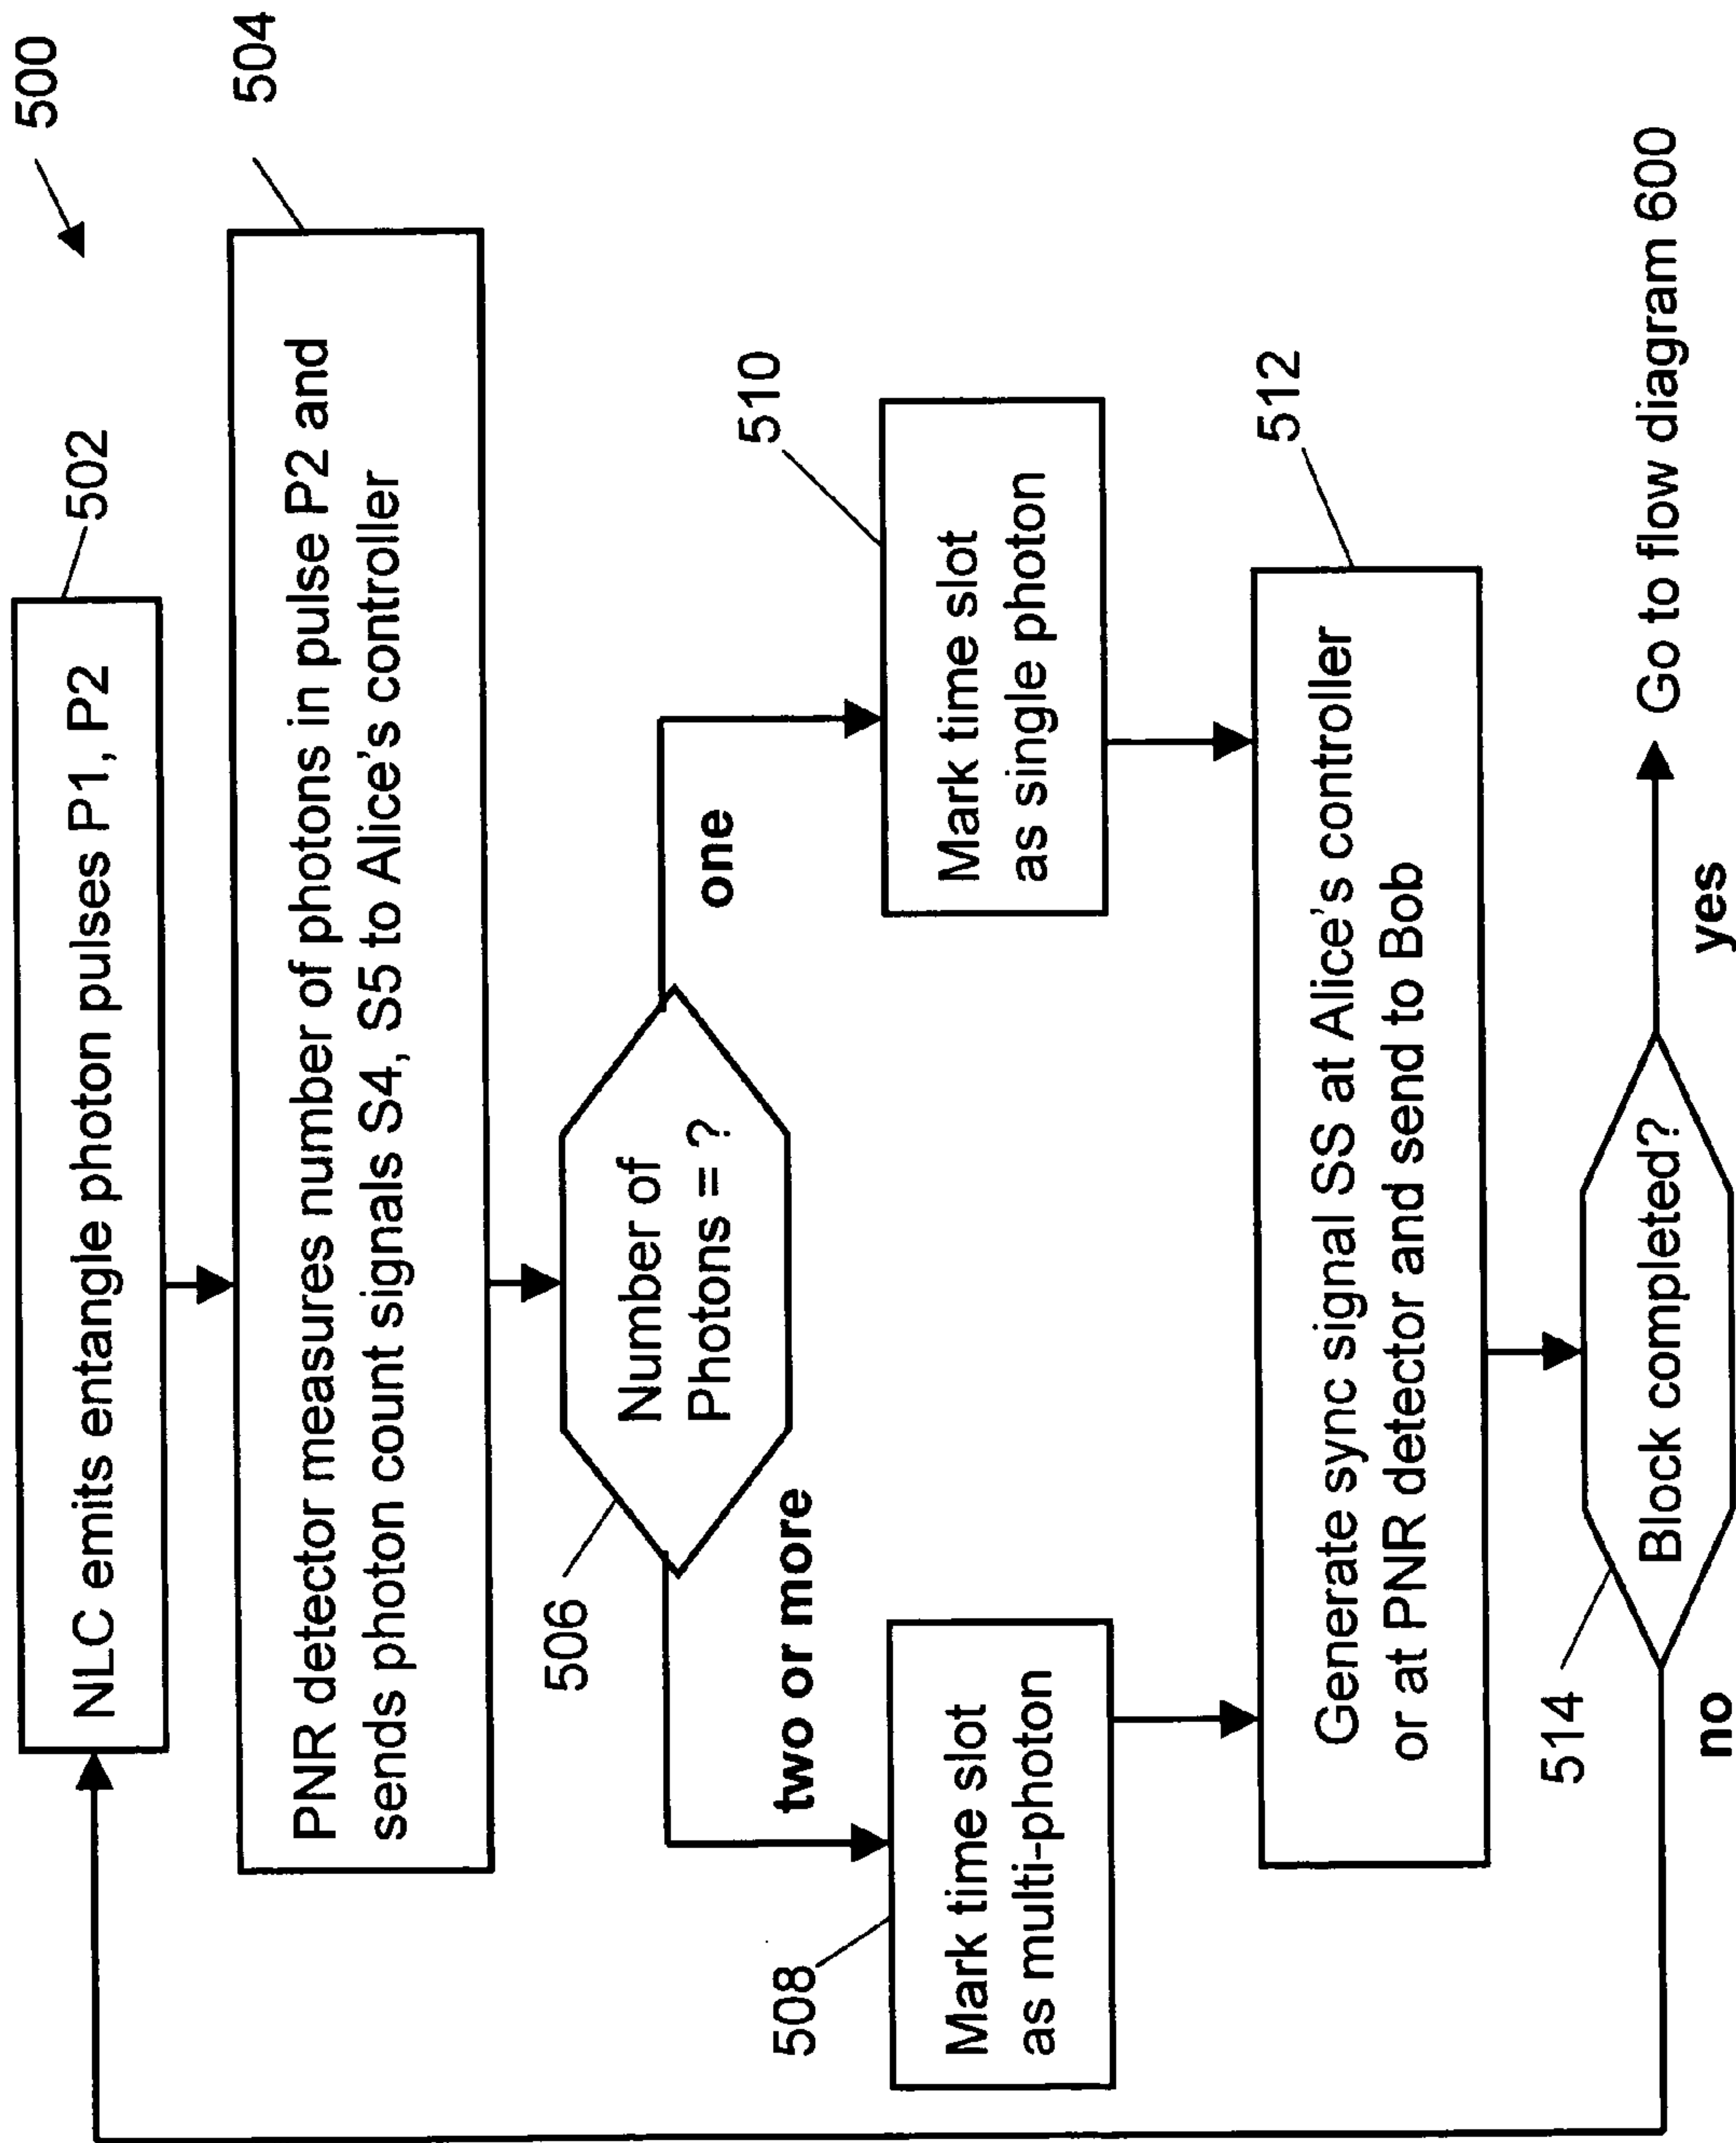 500
502
NLC emits entangle photon pulses P1, P2
504
PNR detector measures number of photons in pulse P2 and
sends photon count signals S4, S5 to Alice's controller
506
Number of
Photons = ?
two or more
one
508
Mark time slot
as multi-photon
510
Mark time slot
as single photon
512
Generate sync signal SS at Alice's controller
or at PNR detector and send to Bob
514
Block completed?
no
yes
Go to flow diagram 600